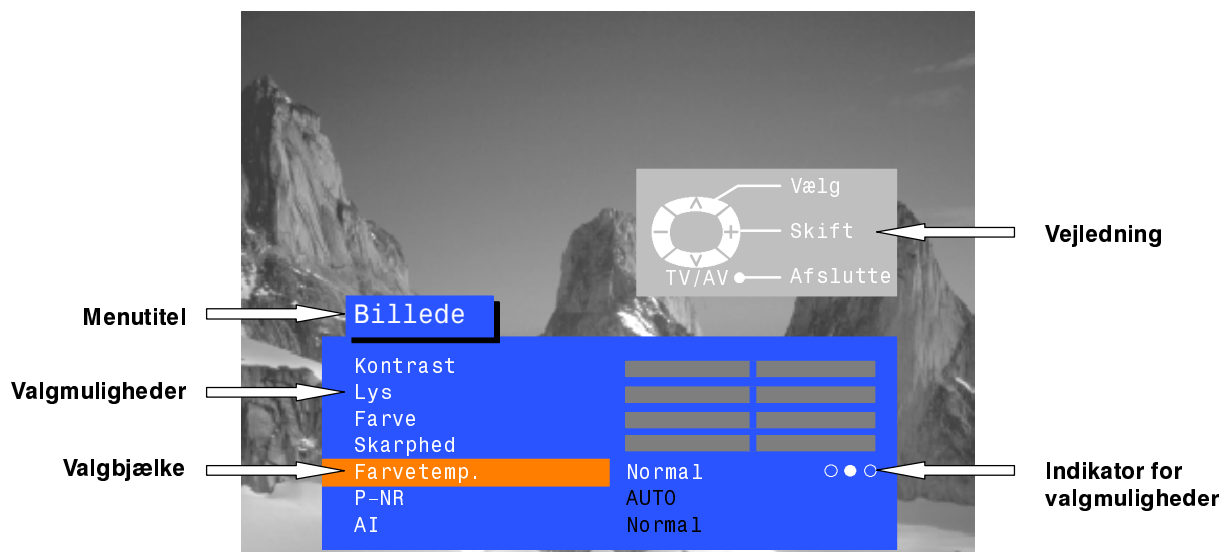 Vælg
Skift
Vejledning
TV/AV Afslutte
Menutitel
Billede
Kontrast
Valgmuligheder
Lys
Farve
Skarphed
Valgbjælke
Farvetemp. Normal
Indikator for
valgmuligheder
P-NR AUTO
AI Normal